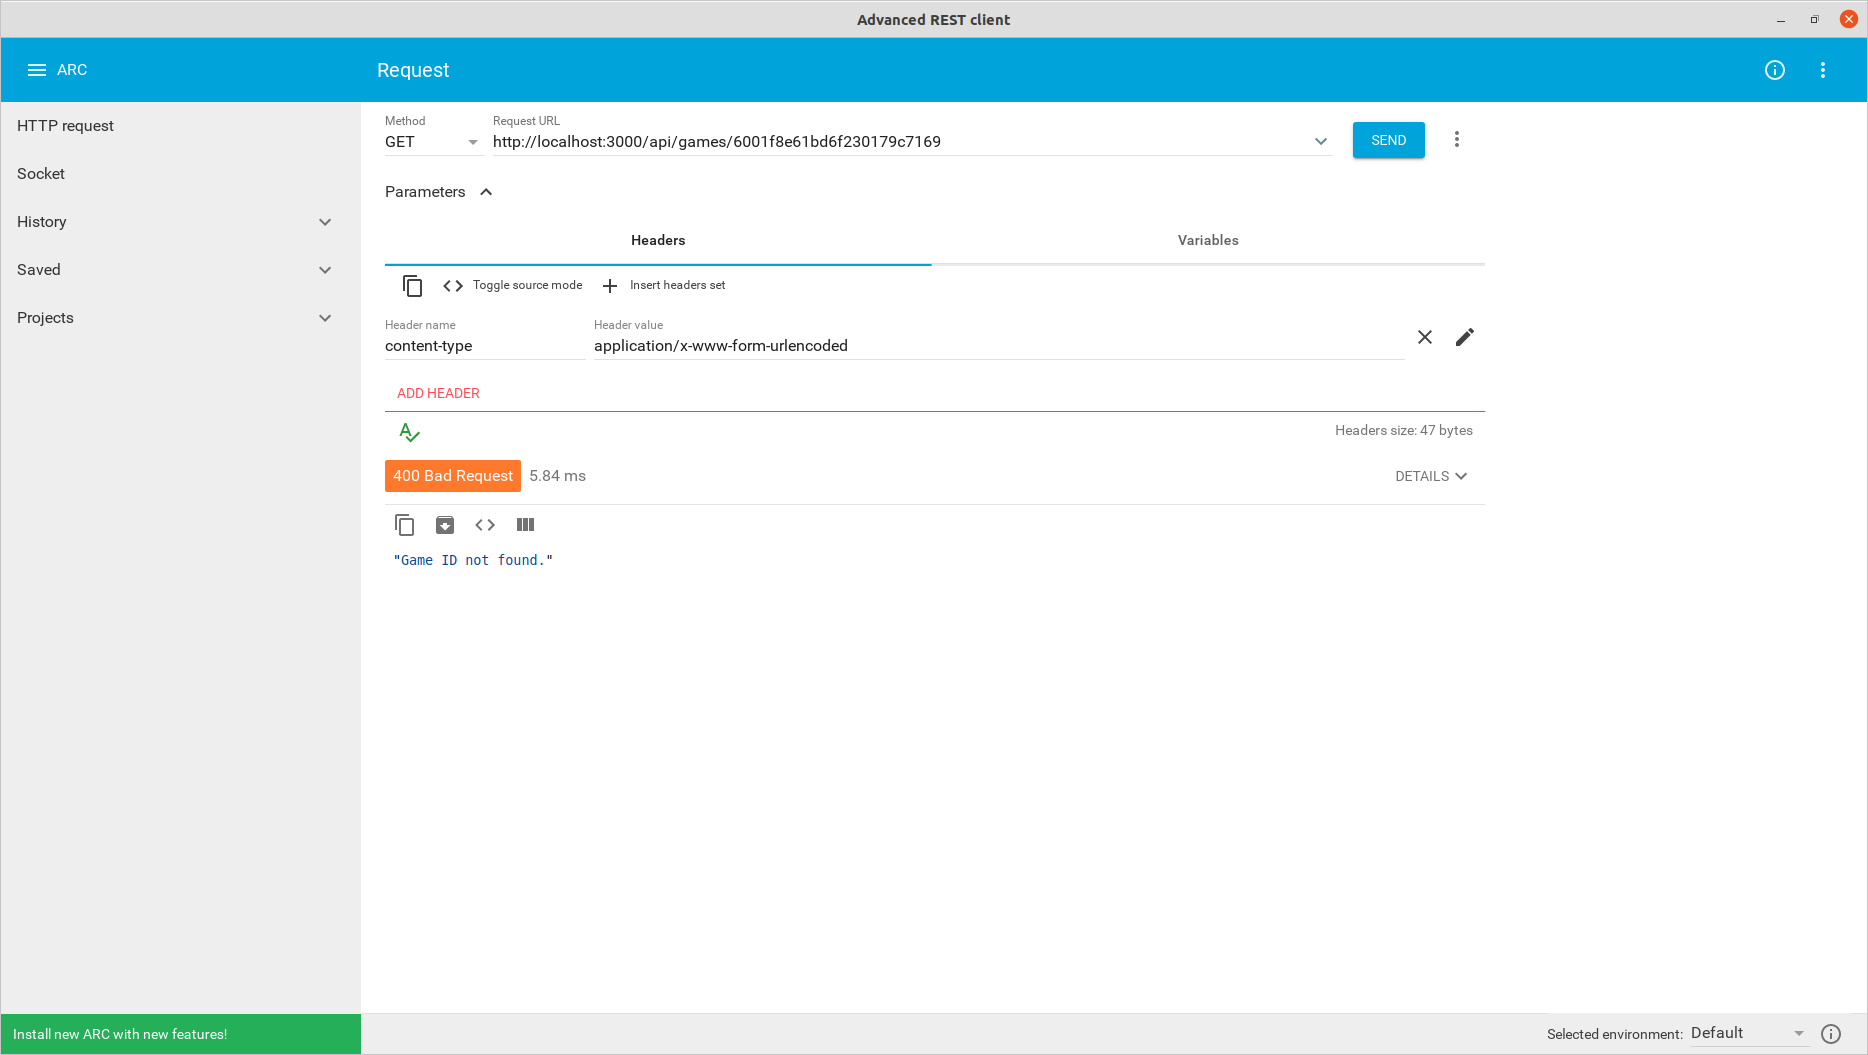 Advanced REST client
ARC
Request
HTTP request
Socket
History
Saved
Projects
Method
GET
Request URL
http://localhost:3000/api/games/6001f8e61bd6f230179c7169
SEND
Parameters
Headers
Variables
Toggle source mode
Insert headers set
Header name
content-type
Header value
application/x-www-form-urlencoded
ADD HEADER
Headers size: 47 bytes
400 Bad Request
5.84 ms
DETAILS
"Game ID not found."
Install new ARC with new features!
Selected environment:
Default